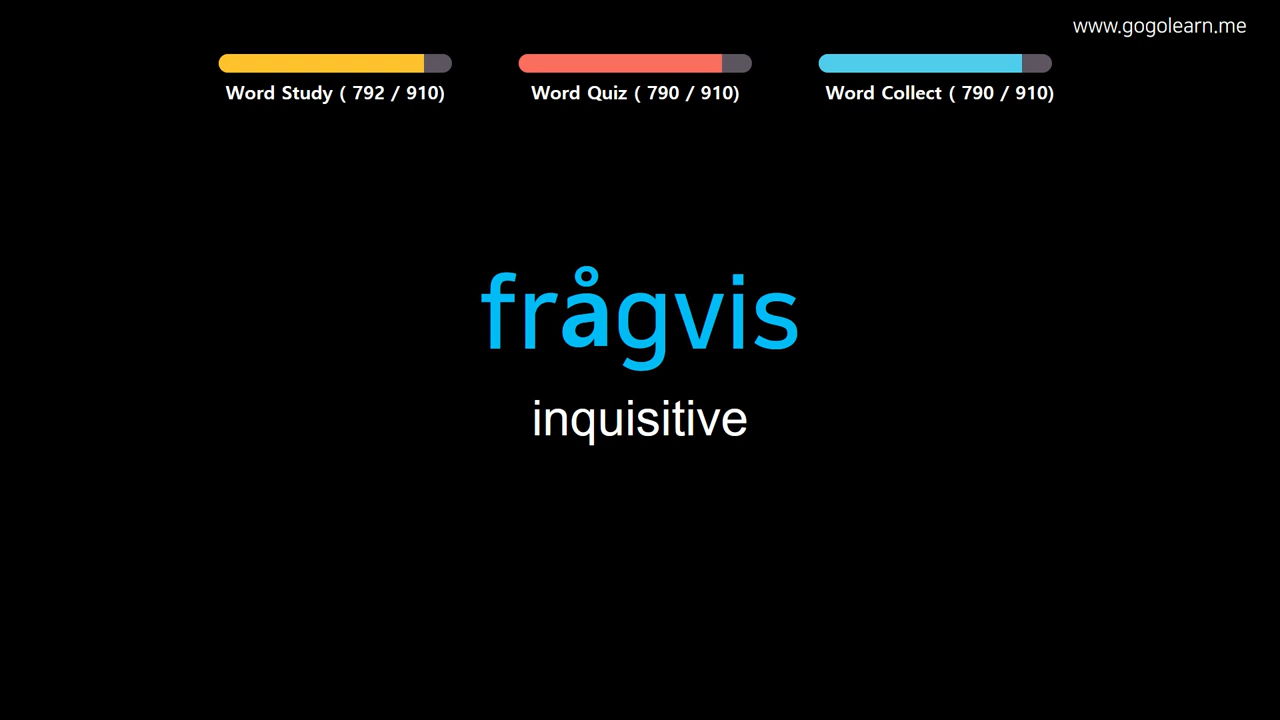 www.gogolearn.me
Word Study ( 792 / 910)
Word Quiz ( 790 / 910)
Word Collect ( 790 / 910)
frågvis
inquisitive